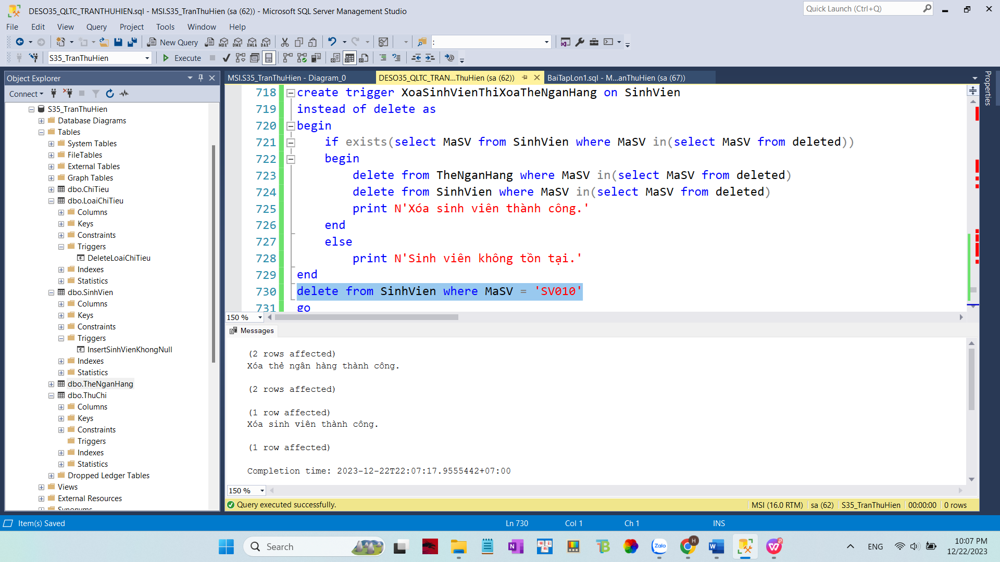 DESO35_QLTC_TRANTHUHIEN.sql - MSI.S35_TranThuHien (sa (62)) - Microsoft SQL Server Management Studio
Quick Launch (Ctrl+Q)
File Edit View Query Project Tools Window Help
New Query
MDX DMX XMLA DAX
:
S35_TranThuHien
Execute
Object Explorer
Connect
S35_TranThuHien
Database Diagrams
Tables
System Tables
FileTables
External Tables
Graph Tables
dbo.ChiTieu
dbo.LoaiChiTieu
Columns
Keys
Constraints
Triggers
DeleteLoaiChiTieu
Indexes
Statistics
dbo.SinhVien
Columns
Keys
Constraints
Triggers
InsertSinhVienKhongNull
Indexes
Statistics
dbo.TheNganHang
dbo.ThuChi
Columns
Keys
Constraints
Triggers
Indexes
Statistics
Dropped Ledger Tables
Views
External Resources
Synonyms
MSI.S35_TranThuHien - Diagram_0
DESO35_QLTC_TRAN...ThuHien (sa (62))
BaiTapLon1.sql - M...anThuHien (sa (67))
Properties
718 create trigger XoaSinhVienThiXoaTheNganHang on SinhVien
719 instead of delete as
720 begin
721 if exists(select MaSV from SinhVien where MaSV in(select MaSV from deleted))
722 begin
723 delete from TheNganHang where MaSV in(select MaSV from deleted)
724 delete from SinhVien where MaSV in(select MaSV from deleted)
725 print N'Xóa sinh viên thành công.'
726 end
727 else
728 print N'Sinh viên không tồn tại.'
729 end
730 delete from SinhVien where MaSV = 'SV010'
731 go
150 %
Messages
(2 rows affected)
Xóa thẻ ngân hàng thành công.
(2 rows affected)
(1 row affected)
Xóa sinh viên thành công.
(1 row affected)
Completion time: 2023-12-22T22:07:17.9555442+07:00
150 %
Query executed successfully.
MSI (16.0 RTM) sa (62) S35_TranThuHien 00:00:00 0 rows
Item(s) Saved
Ln 730 Col 1 Ch 1 INS
Search
Zalo
H
ENG
10:07 PM
12/22/2023